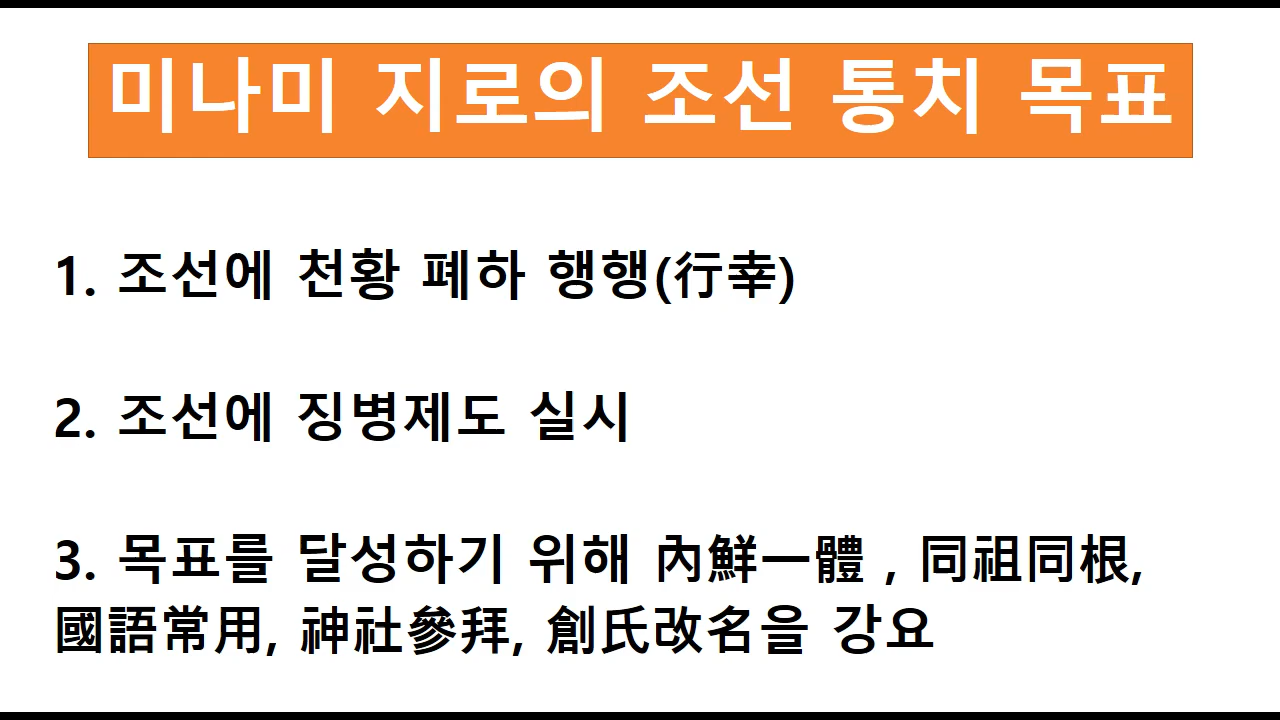 미나미 지로의 조선 통치 목표
1. 조선에 천황 폐하 행행(行幸)
2. 조선에 징병제도 실시
3. 목표를 달성하기 위해 內鮮一體 , 同祖同根,
國語常用, 神社參拜, 創氏改名을 강요